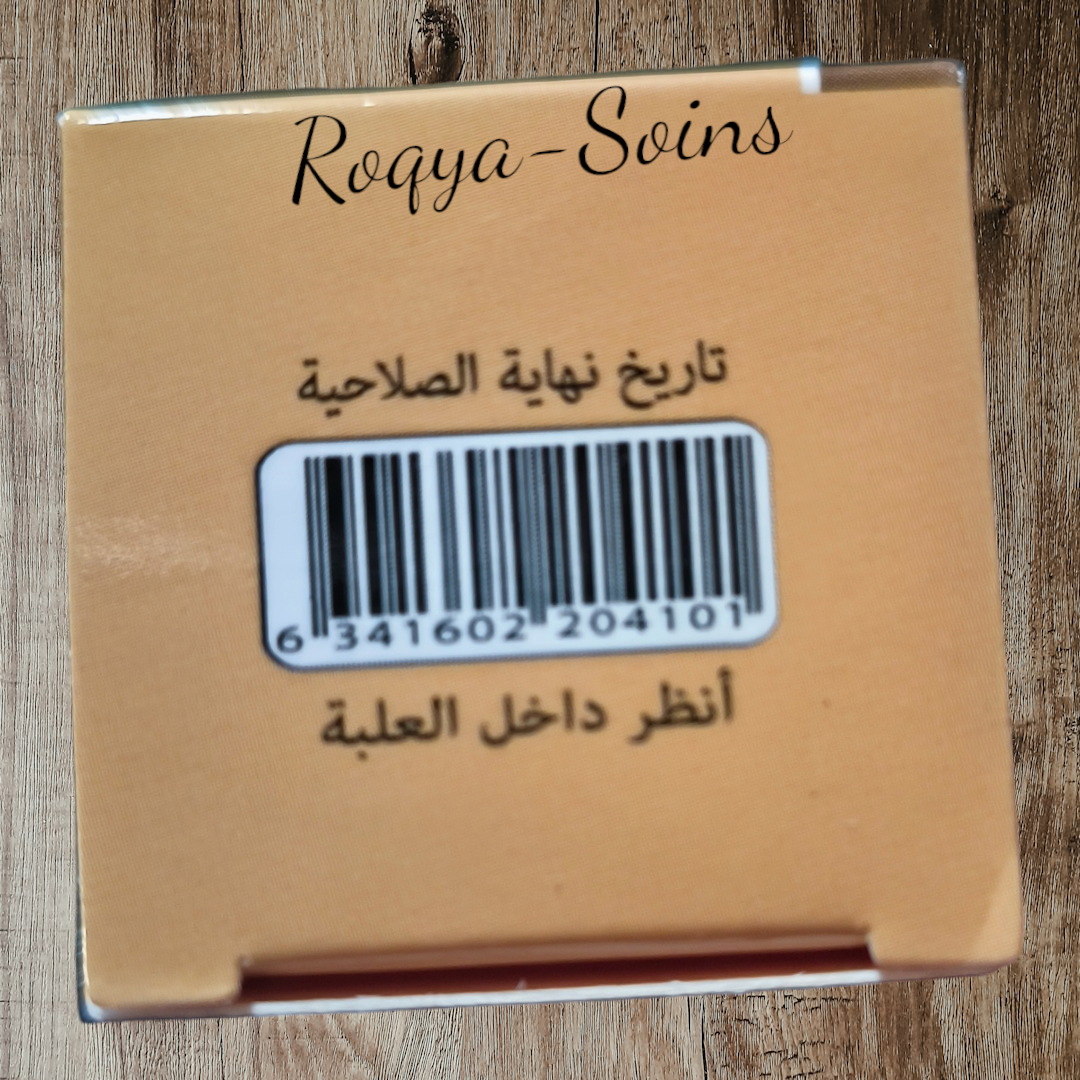 Roqya-Soins
تاريخ نهاية الصلاحية
6 341602 204101
أنظر داخل العلبة